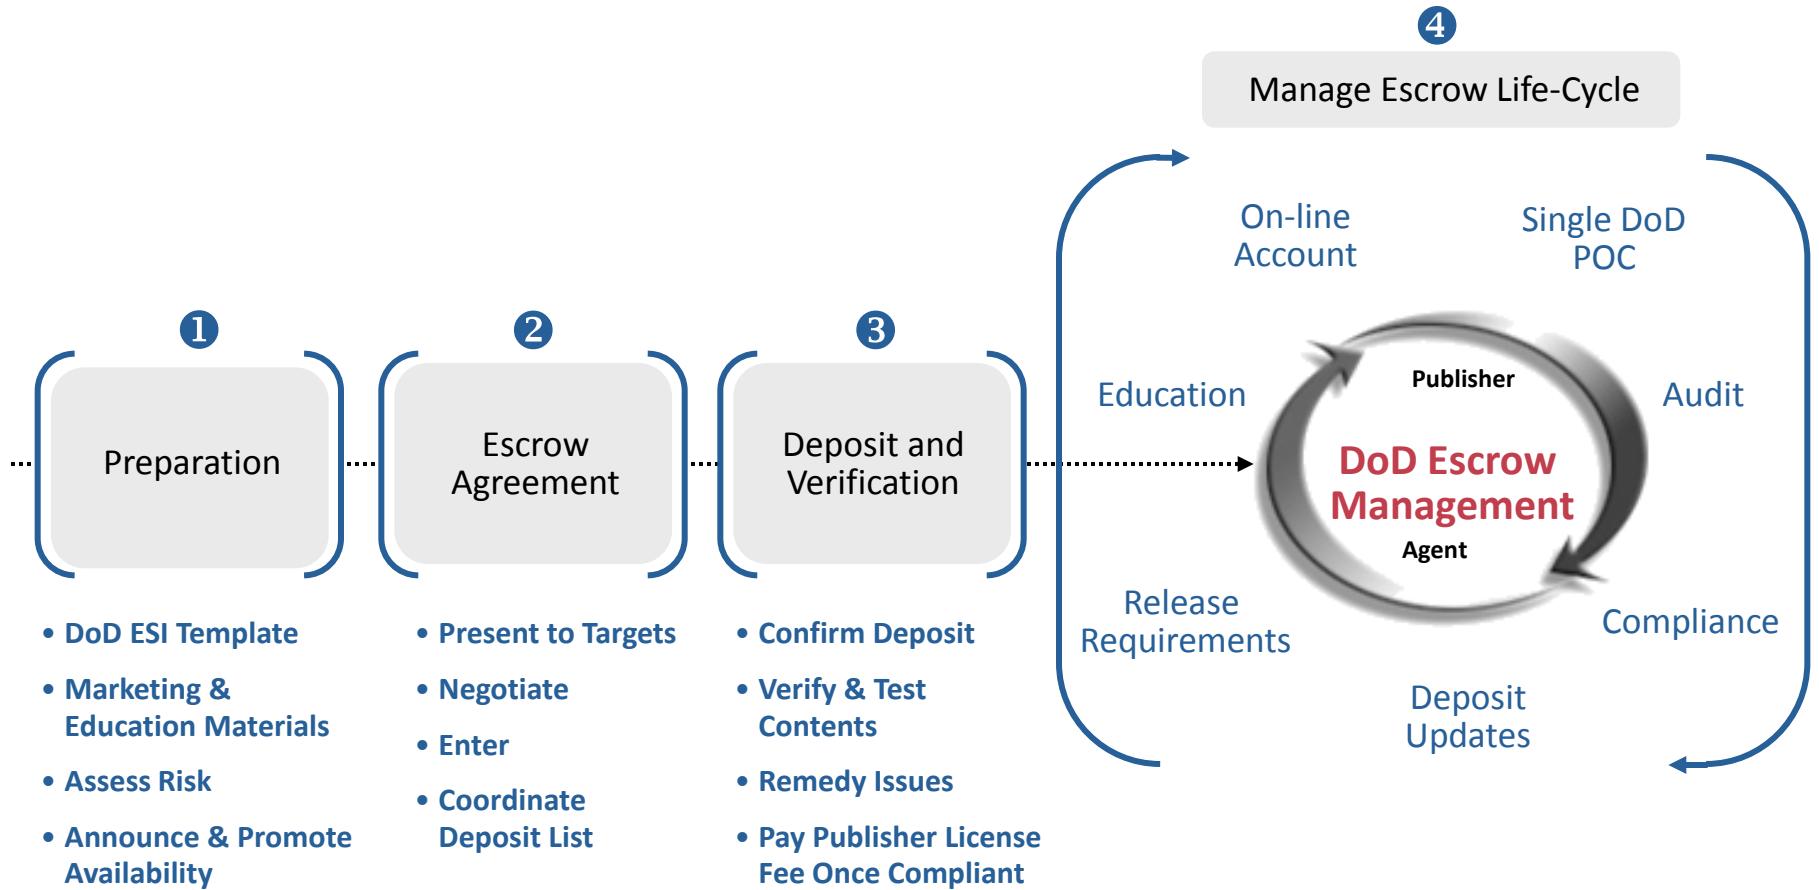 4
Manage Escrow Life-Cycle
On-line
Account
Single DoD
POC
Education
Publisher
Audit
DoD Escrow
Management
Agent
Release
Requirements
Compliance
Deposit
Updates
1
Preparation
• DoD ESI Template
• Marketing &
Education Materials
• Assess Risk
• Announce & Promote
Availability
2
Escrow
Agreement
• Present to Targets
• Negotiate
• Enter
• Coordinate
Deposit List
3
Deposit and
Verification
• Confirm Deposit
• Verify & Test
Contents
• Remedy Issues
• Pay Publisher License
Fee Once Compliant